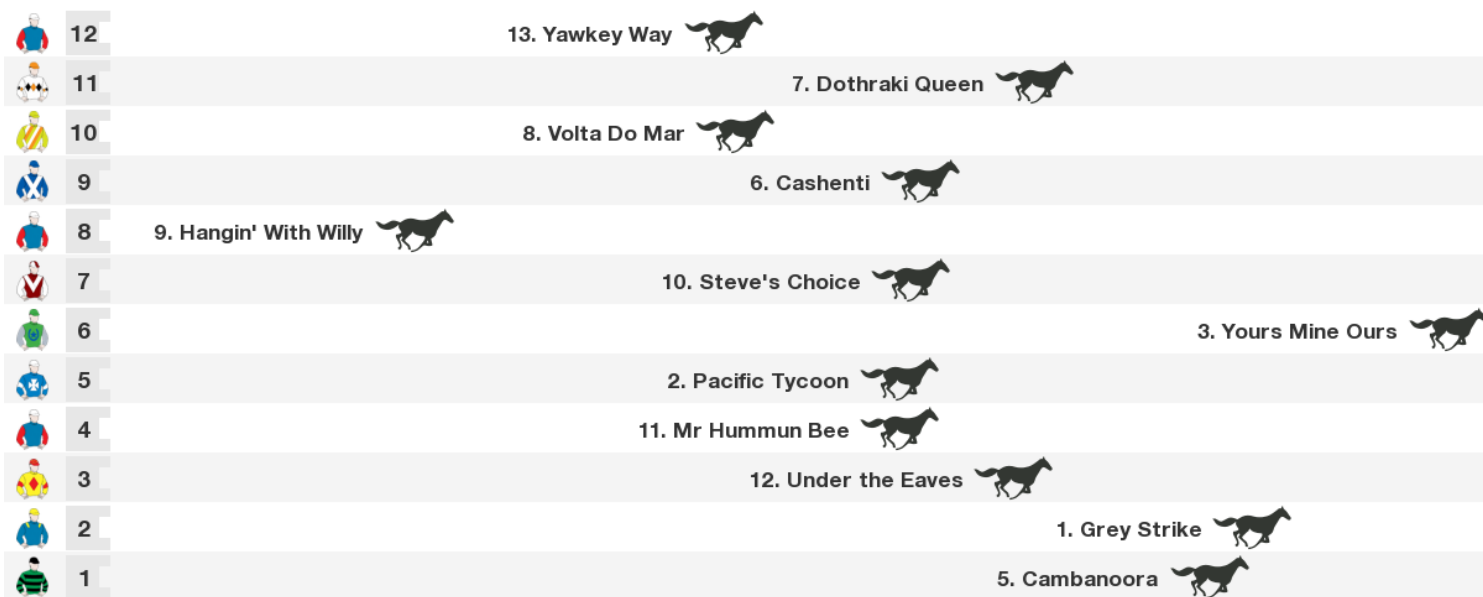 12 13. Yawkey Way
11 7. Dothraki Queen
10 8. Volta Do Mar
9 6. Cashenti
8 9. Hangin' With Willy
7 10. Steve's Choice
6 3. Yours Mine Ours
5 2. Pacific Tycoon
4 11. Mr Hummun Bee
3 12. Under the Eaves
2 1. Grey Strike
1 5. Cambanoora